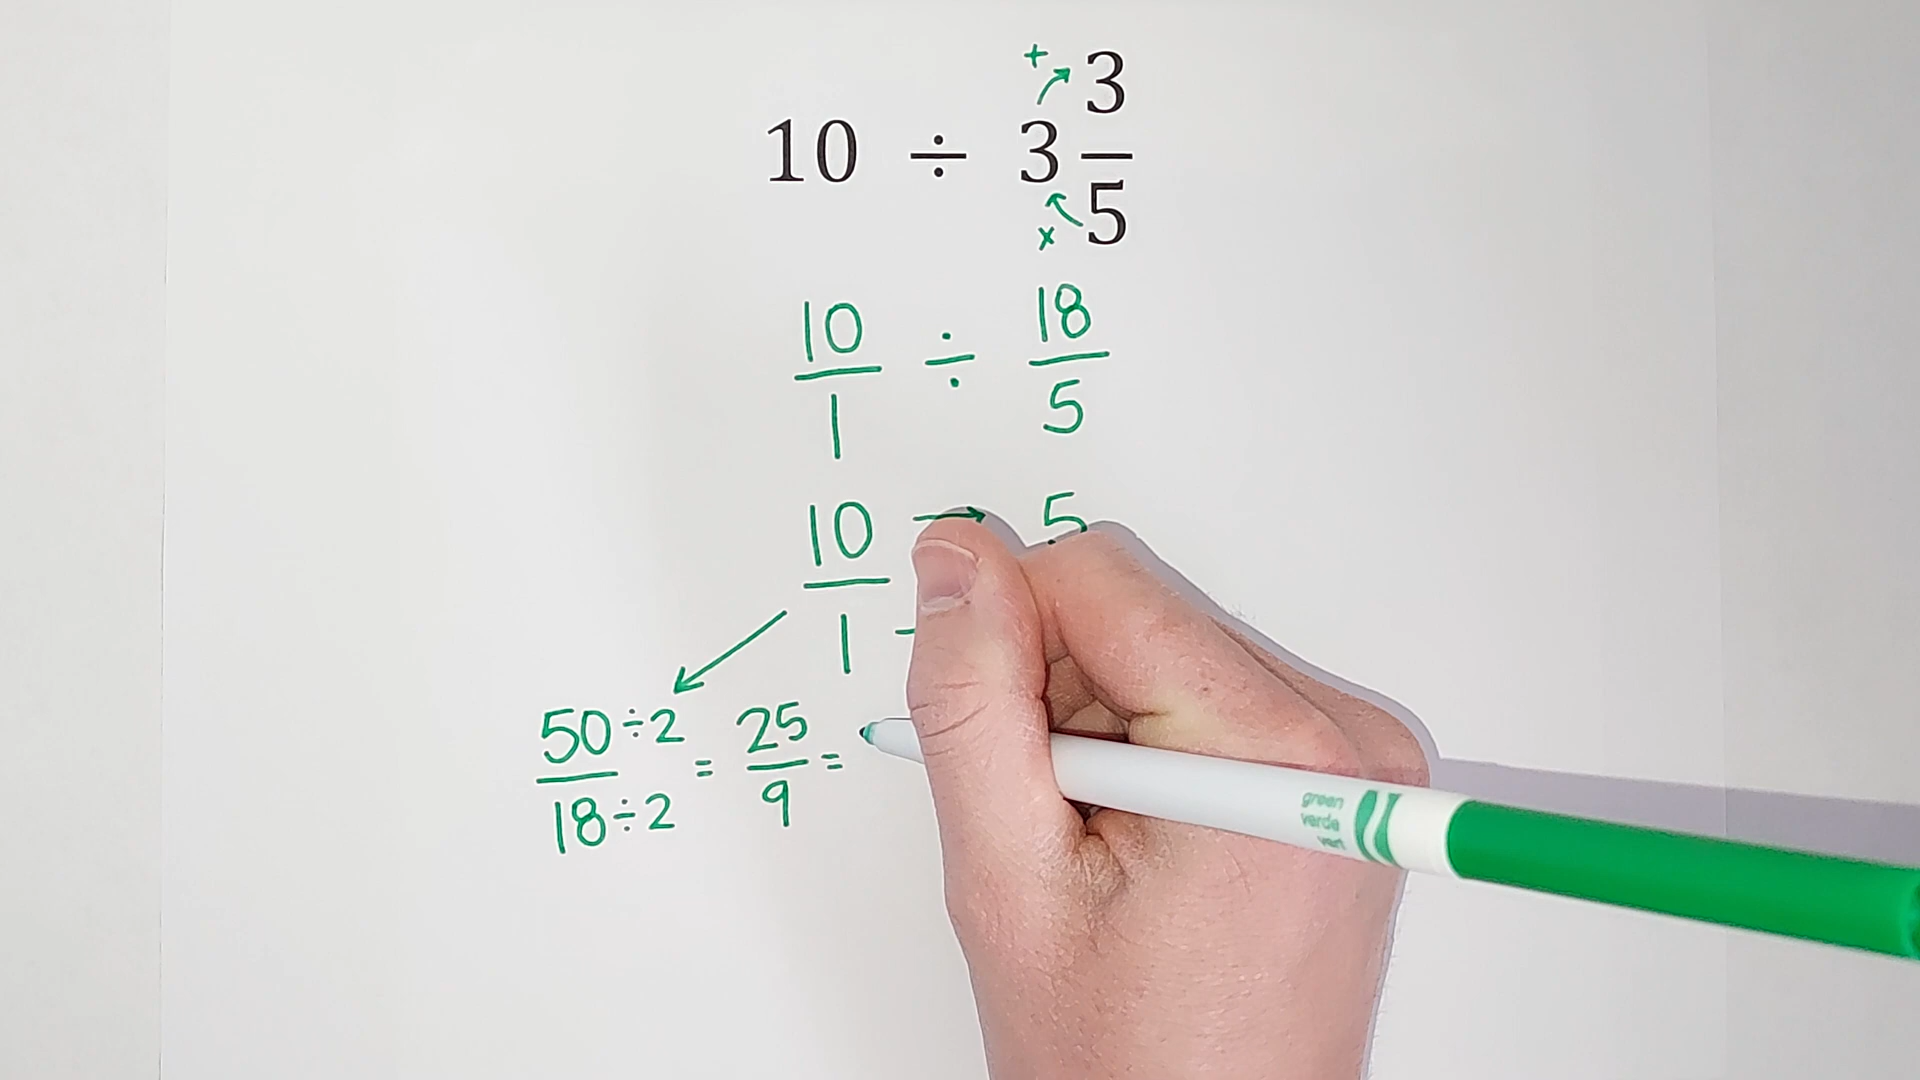 10 ÷ 3 3/5
+
x
10/1 ÷ 18/5
10/1 → 5
50÷2/18÷2 = 25/9 =
green
verde
vert